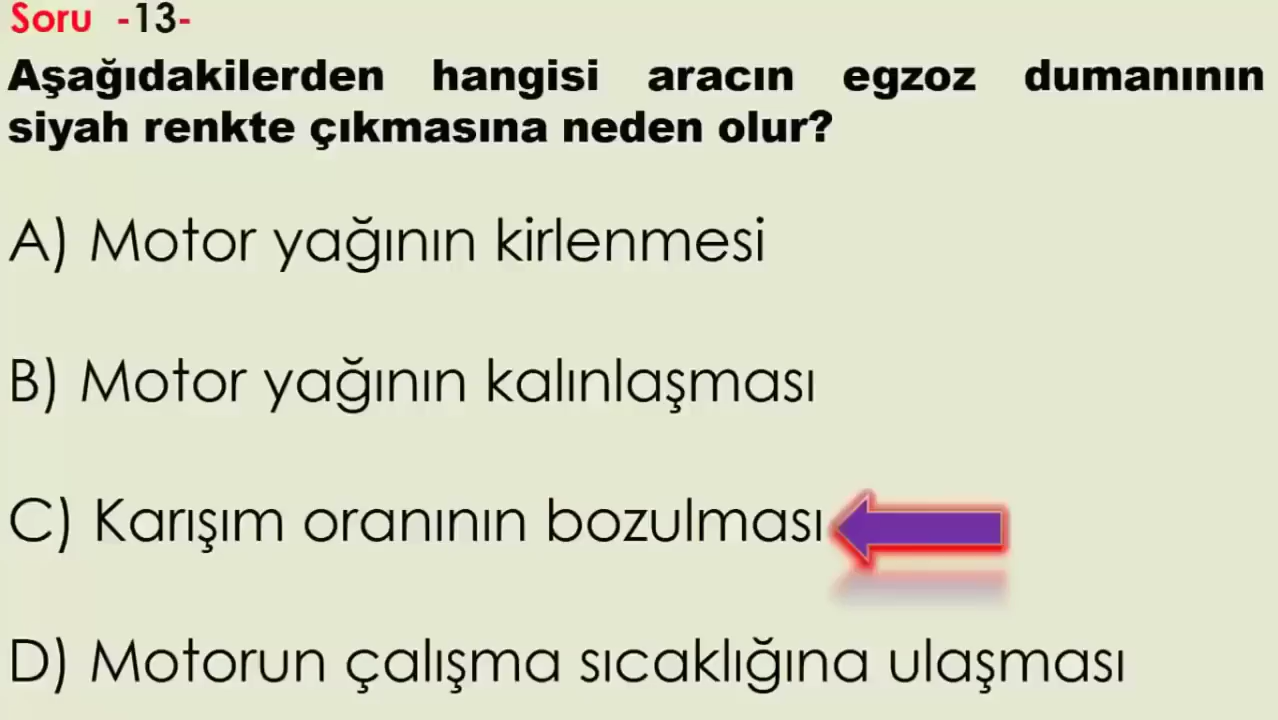 Soru -13-
Aşağıdakilerden hangisi aracın egzoz dumanının
siyah renkte çıkmasına neden olur?
A) Motor yağının kirlenmesi
B) Motor yağının kalınlaşması
C) Karışım oranının bozulması
D) Motorun çalışma sıcaklığına ulaşması